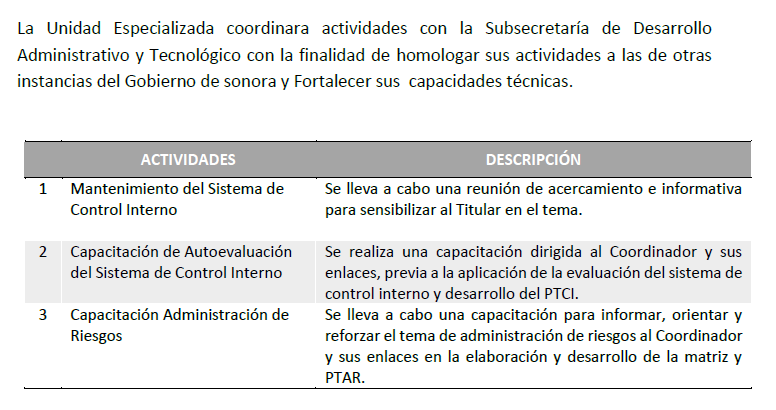 La Unidad Especializada coordinara actividades con la Subsecretaría de Desarrollo
Administrativo y Tecnológico con la finalidad de homologar sus actividades a las de otras
instancias del Gobierno de sonora y Fortalecer sus capacidades técnicas.
ACTIVIDADES DESCRIPCIÓN
1 Mantenimiento del Sistema de
Control Interno
Se lleva a cabo una reunión de acercamiento e informativa
para sensibilizar al Titular en el tema.
2 Capacitación de Autoevaluación
del Sistema de Control Interno
Se realiza una capacitación dirigida al Coordinador y sus
enlaces, previa a la aplicación de la evaluación del sistema de
control interno y desarrollo del PTCI.
3 Capacitación Administración de
Riesgos
Se lleva a cabo una capacitación para informar, orientar y
reforzar el tema de administración de riesgos al Coordinador
y sus enlaces en la elaboración y desarrollo de la matriz y
PTAR.